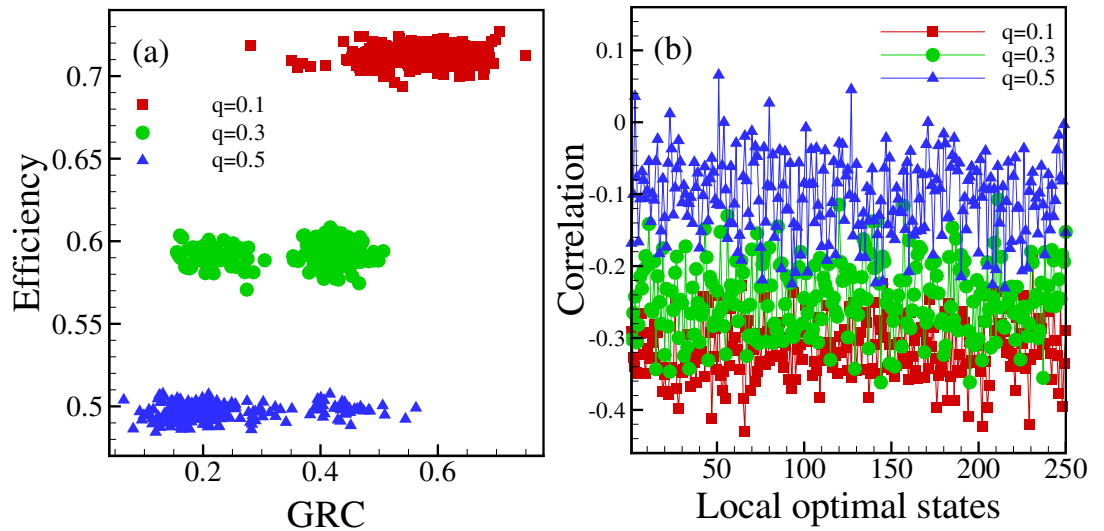 (a)
q=0.1
q=0.3
q=0.5
Efficiency
0.7
0.65
0.6
0.55
0.5
0.2
0.4
0.6
GRC
(b)
q=0.1
q=0.3
q=0.5
Correlation
0.1
0
-0.1
-0.2
-0.3
-0.4
50
100
150
200
250
Local optimal states